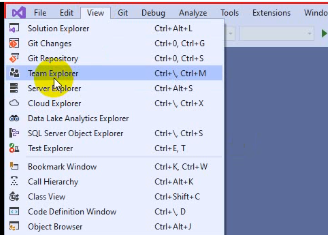 File Edit View Git Debug Analyze Tools Extensions Window
Solution Explorer Ctrl+Alt+L
Git Changes Ctrl+0, Ctrl+G
Git Repository Ctrl+0, Ctrl+S
Team Explorer Ctrl+\, Ctrl+M
Server Explorer Ctrl+Alt+S
Cloud Explorer Ctrl+\, Ctrl+X
Data Lake Analytics Explorer
SQL Server Object Explorer Ctrl+\, Ctrl+S
Test Explorer Ctrl+E, T
Bookmark Window Ctrl+K, Ctrl+W
Call Hierarchy Ctrl+Alt+K
Class View Ctrl+Shift+C
Code Definition Window Ctrl+\, D
Object Browser Ctrl+Alt+J